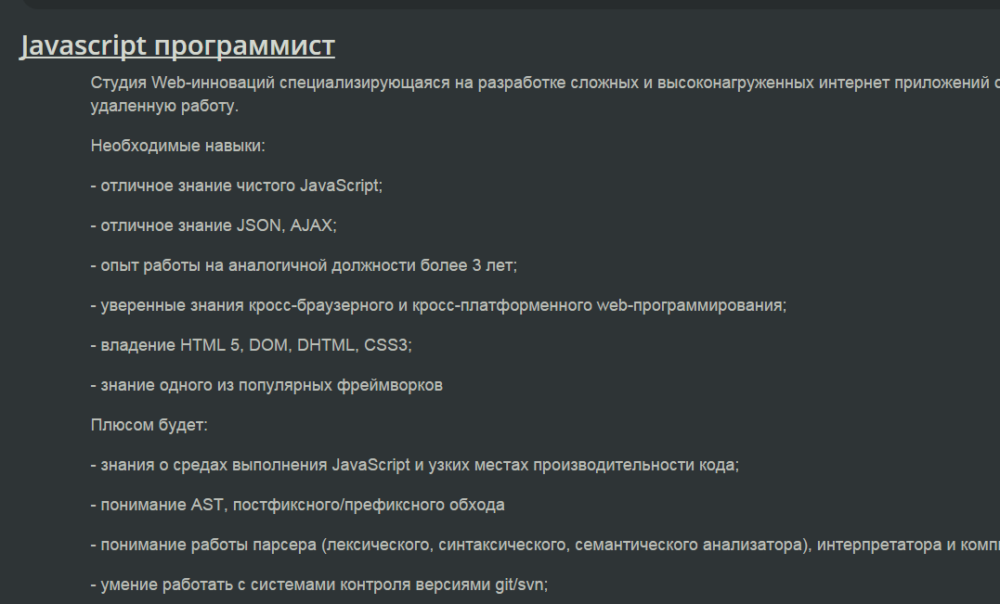 Javascript программист
Студия Web-инноваций специализирующаяся на разработке сложных и высоконагруженных интернет приложений
удаленную работу.
Необходимые навыки:
- отличное знание чистого JavaScript;
- отличное знание JSON, AJAX;
- опыт работы на аналогичной должности более 3 лет;
- уверенные знания кросс-браузерного и кросс-платформенного web-программирования;
- владение HTML 5, DOM, DHTML, CSS3;
- знание одного из популярных фреймворков
Плюсом будет:
- знания о средах выполнения JavaScript и узких местах производительности кода;
- понимание AST, постфиксного/префиксного обхода
- понимание работы парсера (лексического, синтаксического, семантического анализатора), интерпретатора и
- умение работать с системами контроля версиями git/svn;